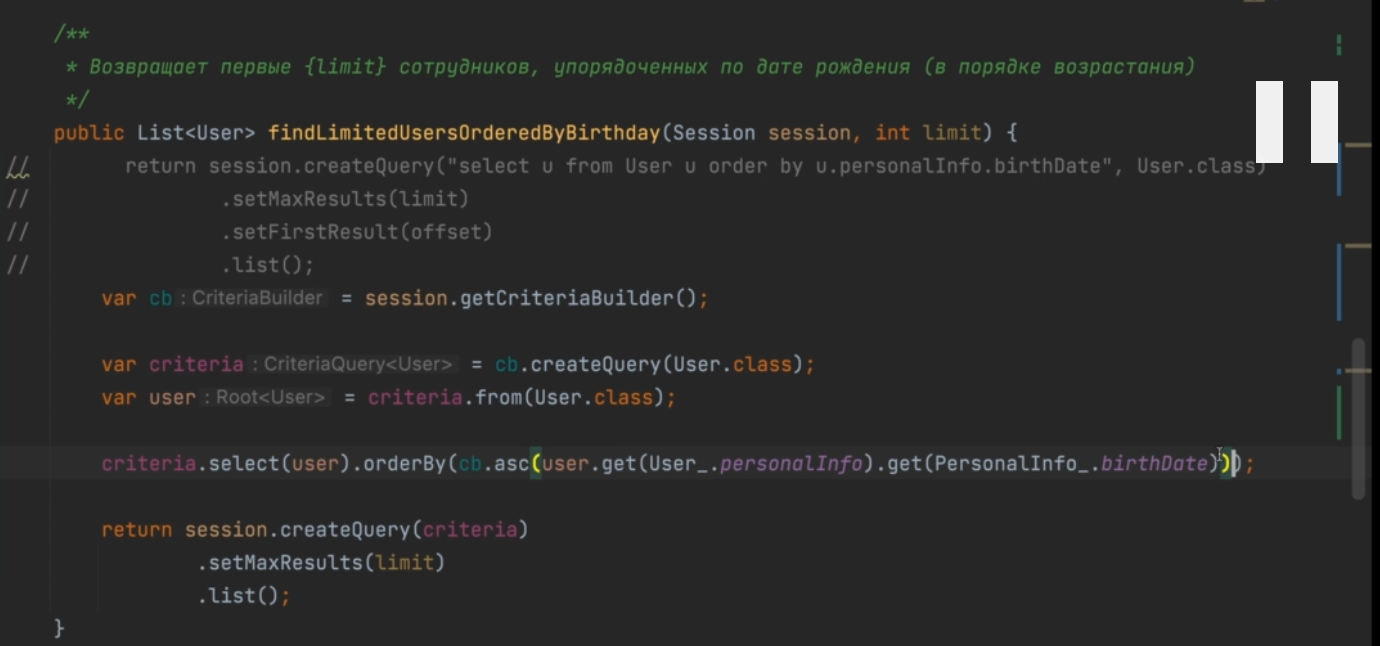 /**
 * Возвращает первые {limit} сотрудников, упорядоченных по дате рождения (в порядке возрастания)
 */
public List<User> findLimitedUsersOrderedByBirthday(Session session, int limit) {
// return session.createQuery("select u from User u order by u.personalInfo.birthDate", User.class)
// .setMaxResults(limit)
// .setFirstResult(offset)
// .list();
var cb : CriteriaBuilder = session.getCriteriaBuilder();
var criteria : CriteriaQuery<User> = cb.createQuery(User.class);
var user : Root<User> = criteria.from(User.class);
criteria.select(user).orderBy(cb.asc(user.get(User_.personalInfo).get(PersonalInfo_.birthDate)));
return session.createQuery(criteria)
.setMaxResults(limit)
.list();
}